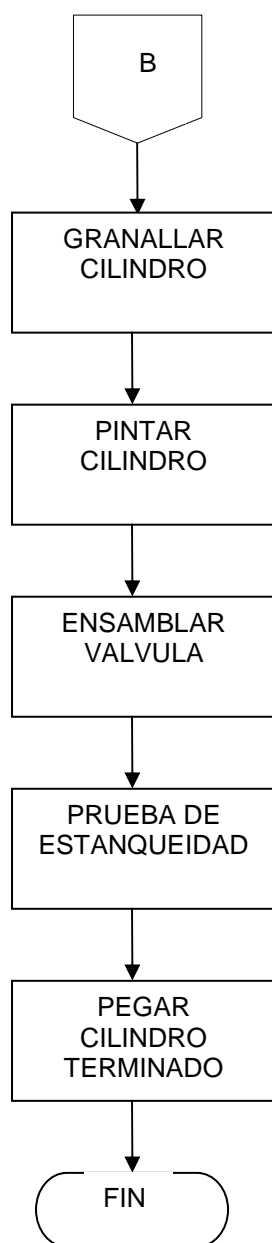 B
GRANALLAR
CILINDRO
PINTAR
CILINDRO
ENSAMBLAR
VALVULA
PRUEBA DE
ESTANQUEIDAD
PEGAR
CILINDRO
TERMINADO
FIN